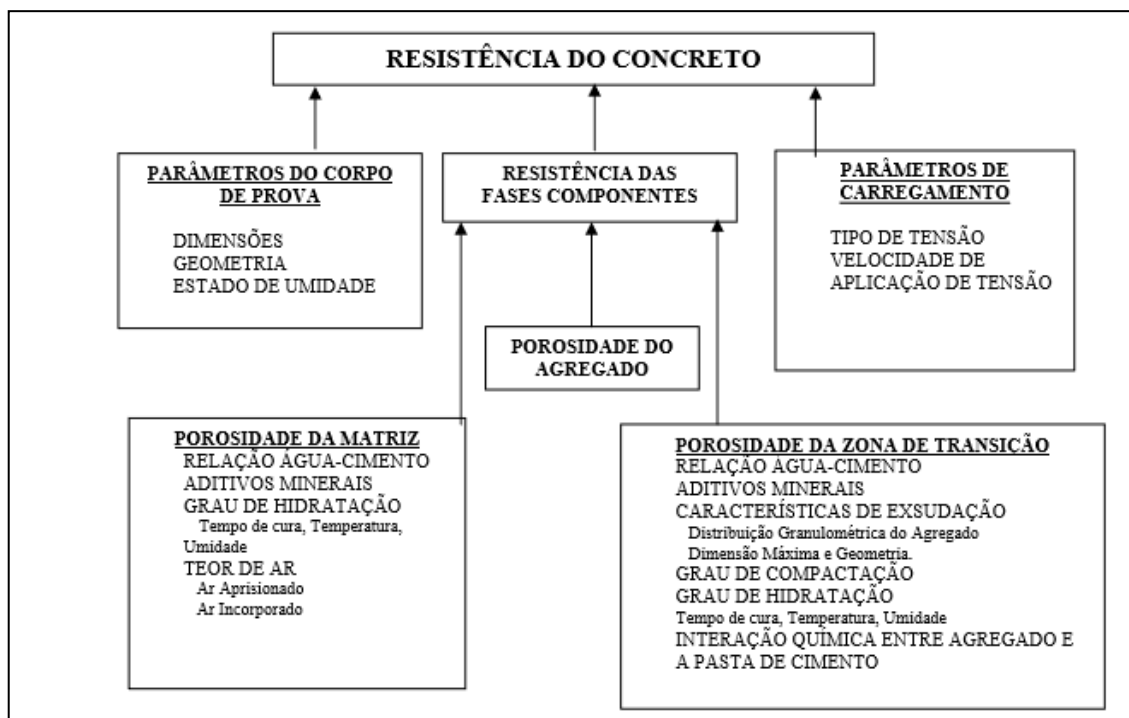 RESISTÊNCIA DO CONCRETO
PARÂMETROS DO CORPO
DE PROVA
DIMENSÕES
GEOMETRIA
ESTADO DE UMIDADE
RESISTÊNCIA DAS
FASES COMPONENTES
PARÂMETROS DE
CARREGAMENTO
TIPO DE TENSÃO
VELOCIDADE DE
APLICAÇÃO DE TENSÃO
POROSIDADE DO
AGREGADO
POROSIDADE DA MATRIZ
RELAÇÃO ÁGUA-CIMENTO
ADITIVOS MINERAIS
GRAU DE HIDRATAÇÃO
Tempo de cura, Temperatura,
Umidade
TEOR DE AR
Ar Aprisionado
Ar Incorporado
POROSIDADE DA ZONA DE TRANSIÇÃO
RELAÇÃO ÁGUA-CIMENTO
ADITIVOS MINERAIS
CARACTERÍSTICAS DE EXSUDAÇÃO
Distribuição Granulométrica do Agregado
Dimensão Máxima e Geometria.
GRAU DE COMPACTAÇÃO
GRAU DE HIDRATAÇÃO
Tempo de cura, Temperatura, Umidade
INTERAÇÃO QUÍMICA ENTRE AGREGADO E
A PASTA DE CIMENTO